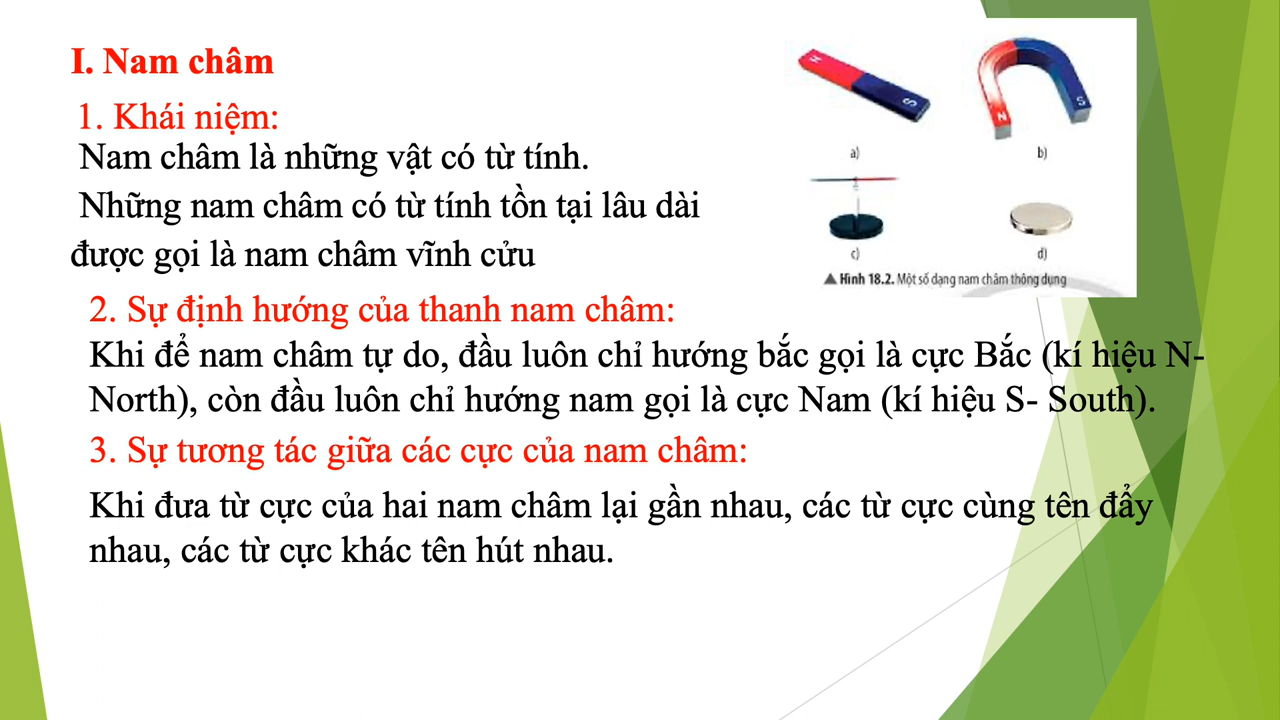 I. Nam châm
1. Khái niệm:
Nam châm là những vật có từ tính.
Những nam châm có từ tính tồn tại lâu dài
được gọi là nam châm vĩnh cửu
N
S
N
S
a)
b)
c)
d)
▲ Hình 18.2. Một số dạng nam châm thông dụng
2. Sự định hướng của thanh nam châm:
Khi để nam châm tự do, đầu luôn chỉ hướng bắc gọi là cực Bắc (kí hiệu N-
North), còn đầu luôn chỉ hướng nam gọi là cực Nam (kí hiệu S- South).
3. Sự tương tác giữa các cực của nam châm:
Khi đưa từ cực của hai nam châm lại gần nhau, các từ cực cùng tên đẩy
nhau, các từ cực khác tên hút nhau.